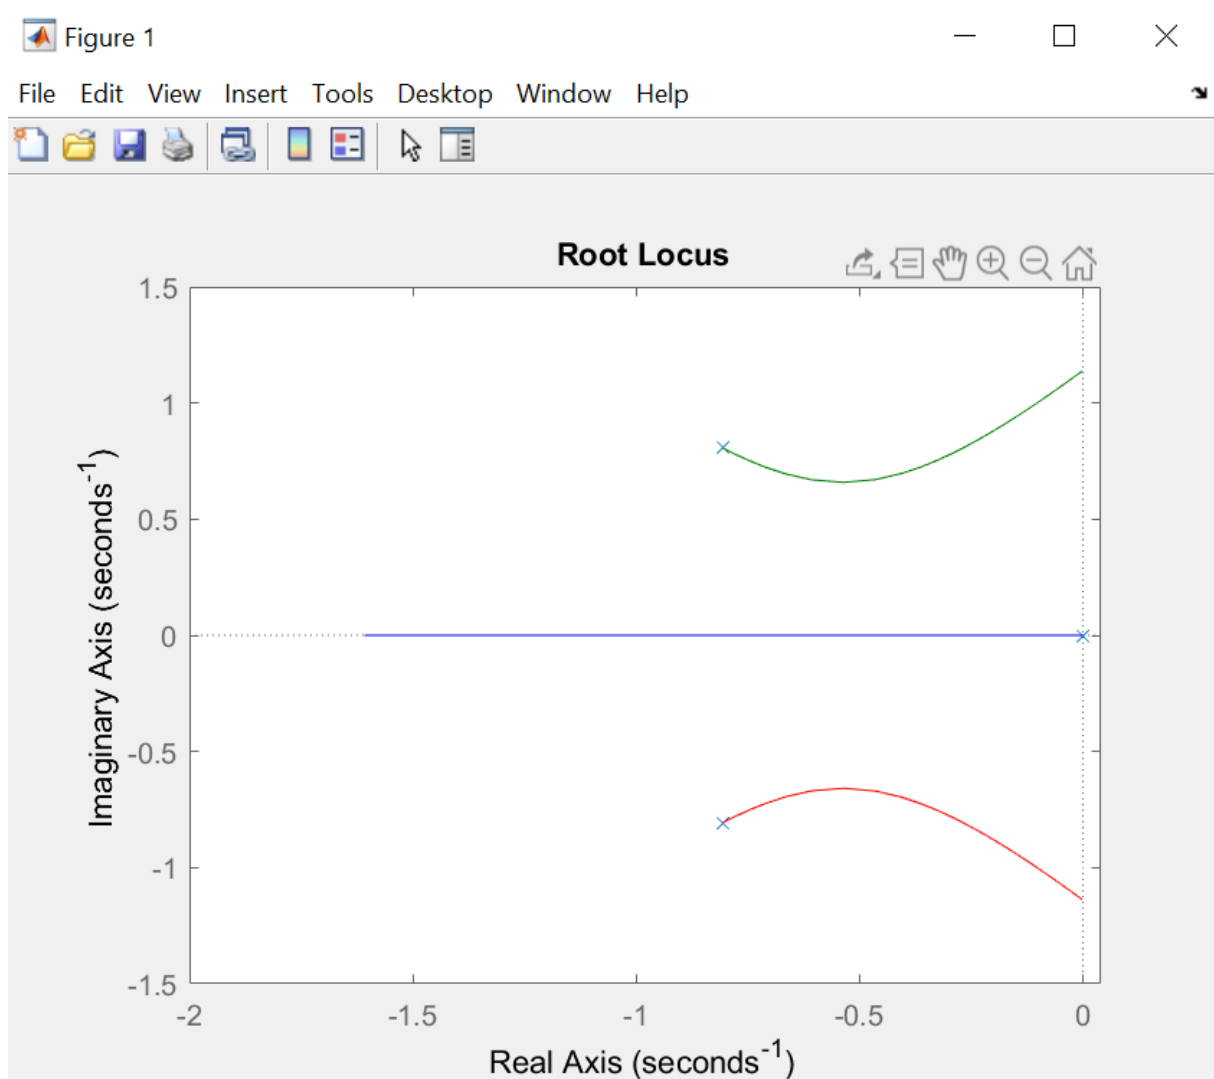 Figure 1
File Edit View Insert Tools Desktop Window Help
Root Locus
1.5
1
0.5
0
-0.5
-1
-1.5
Imaginary Axis (seconds⁻¹)
-2 -1.5 -1 -0.5 0
Real Axis (seconds⁻¹)